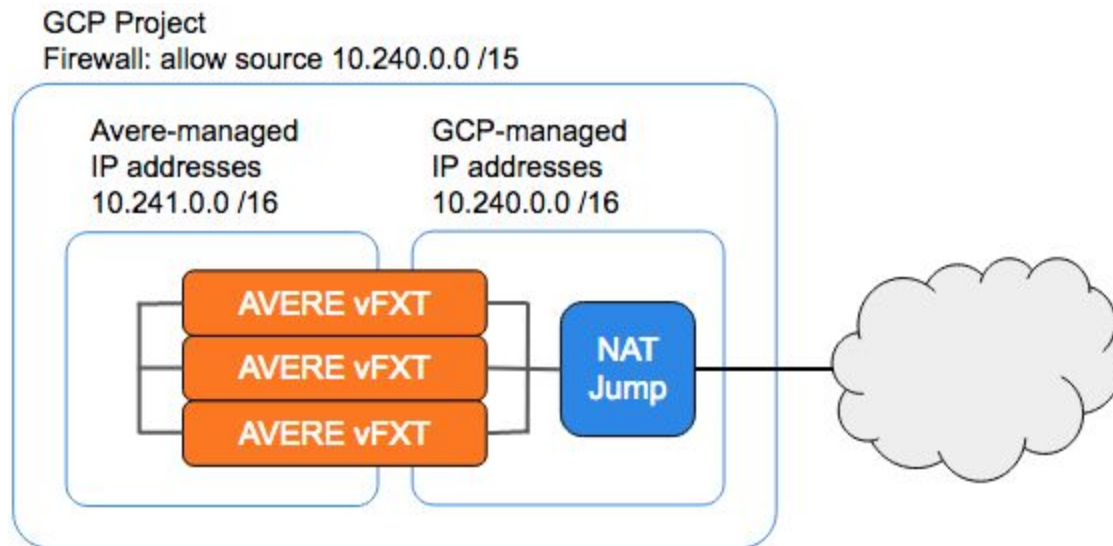 GCP Project
Firewall: allow source 10.240.0.0 /15
Avere-managed
IP addresses
10.241.0.0 /16
GCP-managed
IP addresses
10.240.0.0 /16
AVERE vFXT
AVERE vFXT
AVERE vFXT
NAT
Jump